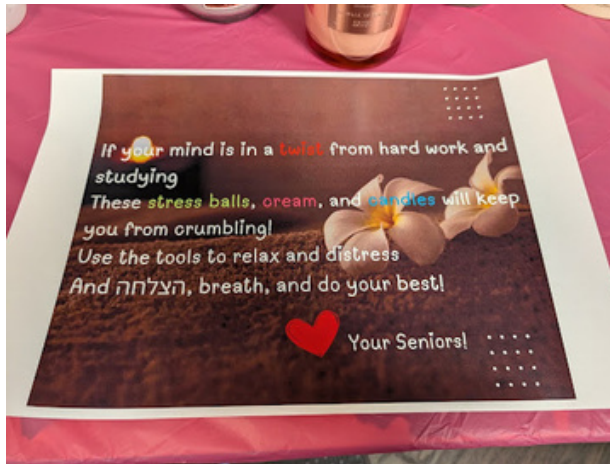 If your mind is in a twist from hard work and
studying
These stress balls, cream, and candies will keep
you from crumbling!
Use the tools to relax and distress
And הצלחה, breath, and do your best!
Your Seniors!